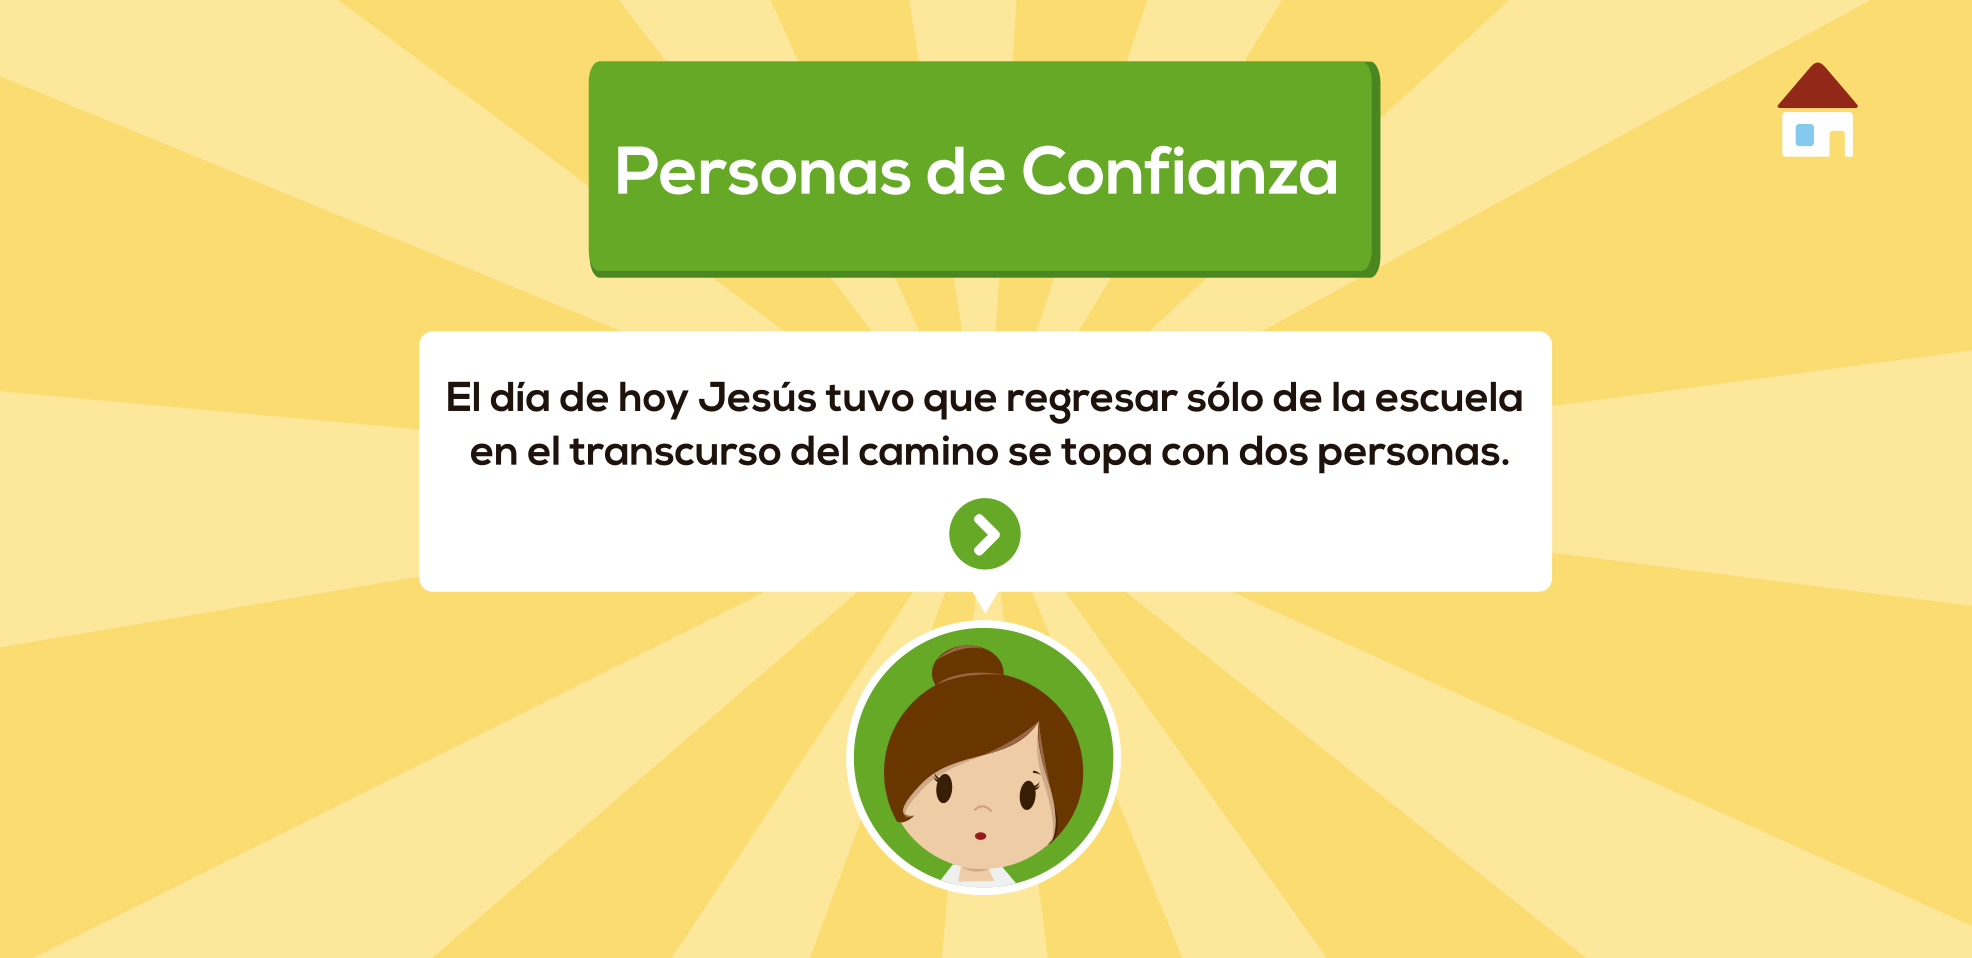 Personas de Confianza
El día de hoy Jesús tuvo que regresar sólo de la escuela
en el transcurso del camino se topa con dos personas.